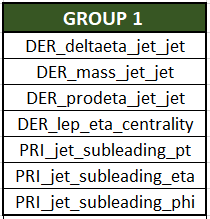 GROUP 1
DER_deltaeta_jet_jet
DER_mass_jet_jet
DER_prodeta_jet_jet
DER_lep_eta_centrality
PRI_jet_subleading_pt
PRI_jet_subleading_eta
PRI_jet_subleading_phi